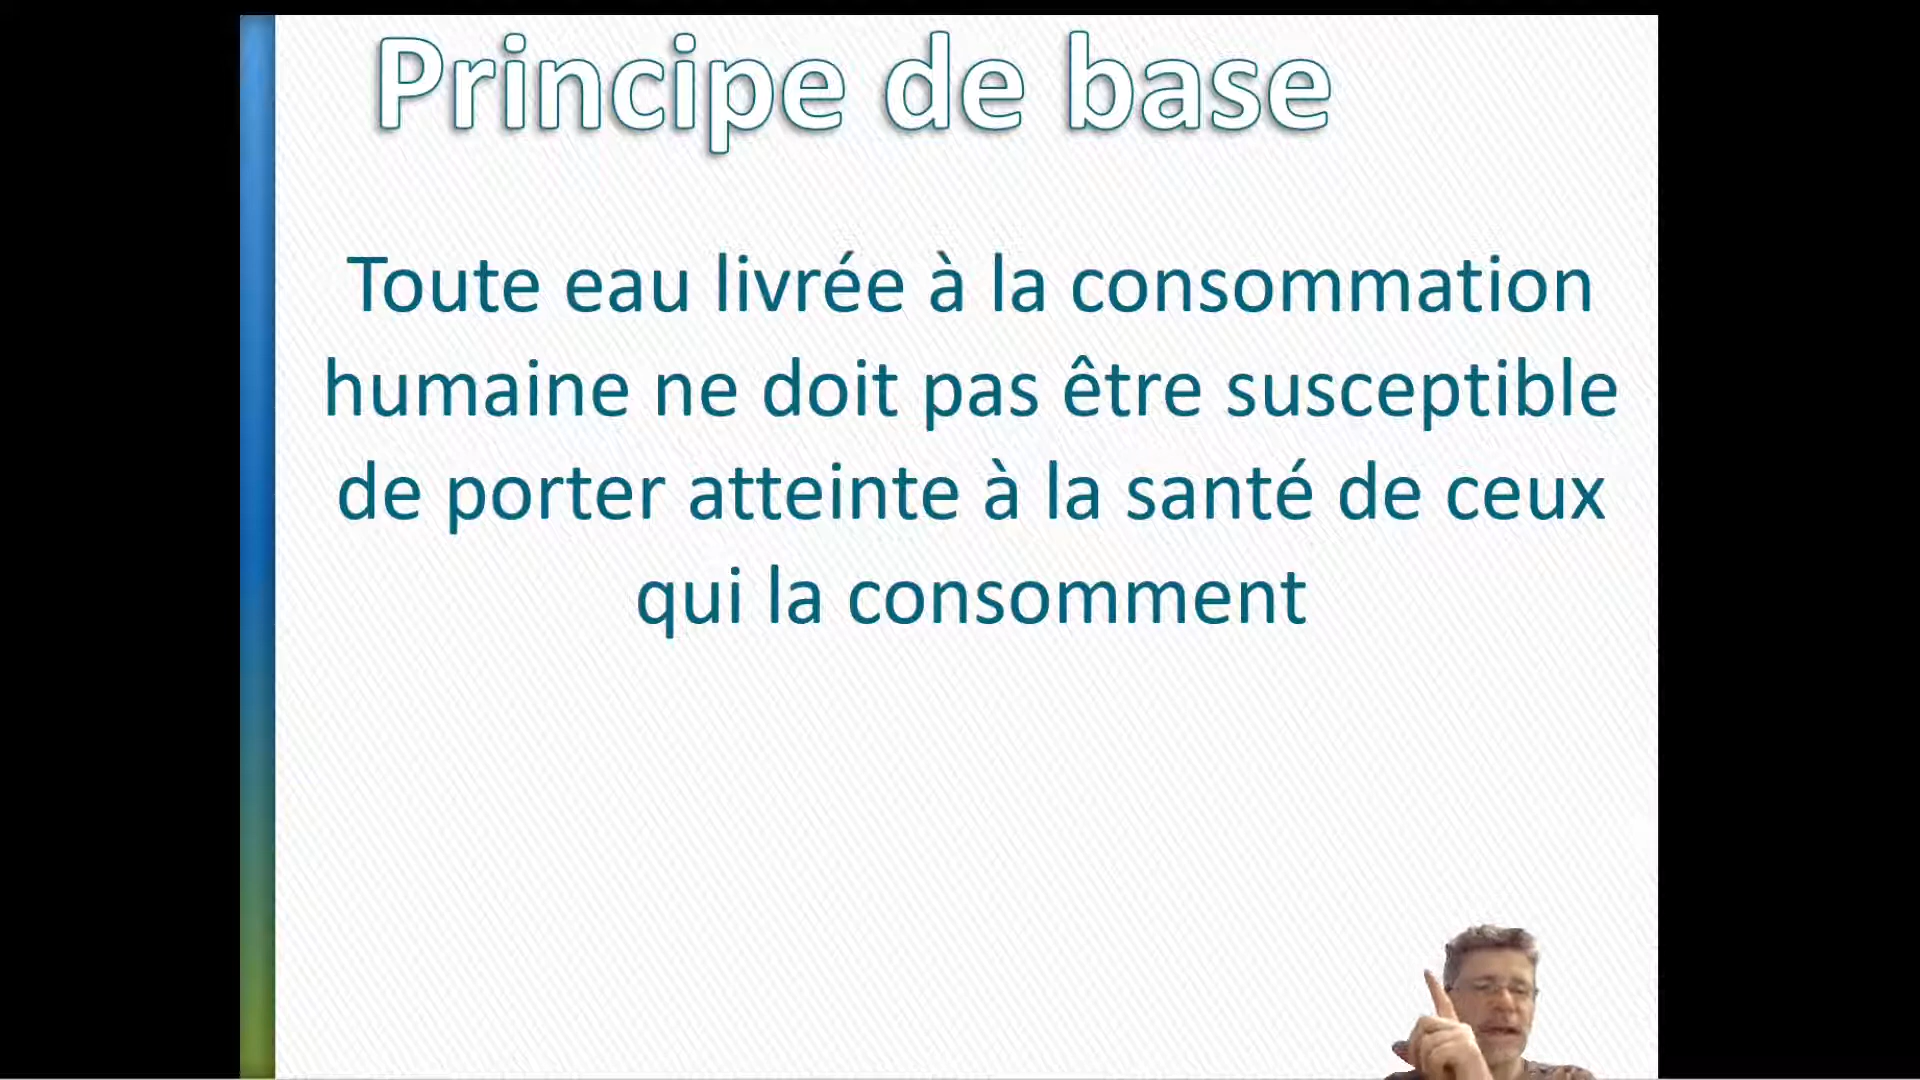 Principe de base
Toute eau livrée à la consommation
humaine ne doit pas être susceptible
de porter atteinte à la santé de ceux
qui la consomment